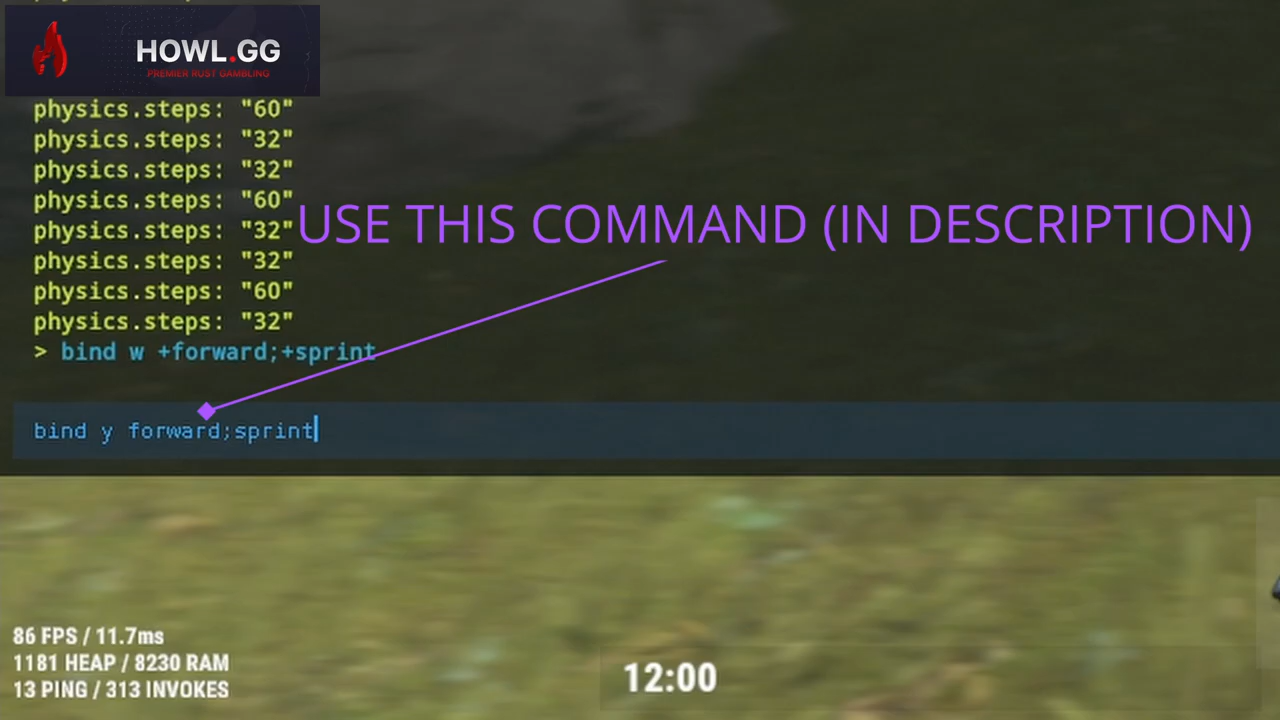 HOWL.GG
PREMIER RUST GAMBLING
physics.steps: "60"
physics.steps: "32"
physics.steps: "32"
physics.steps: "60"
physics.steps: "32"
physics.steps: "32"
physics.steps: "60"
physics.steps: "32"
USE THIS COMMAND (IN DESCRIPTION)
> bind w +forward;+sprint
bind y forward;sprint
86 FPS / 11.7ms
1181 HEAP / 8230 RAM
13 PING / 313 INVOKES
12:00